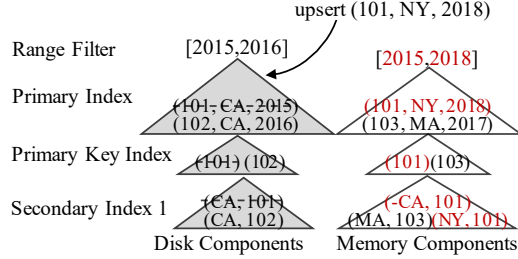 upsert (101, NY, 2018)
Range Filter [2015,2016] [2015,2018]
Primary Index (101, CA, 2015) (101, NY, 2018)
(102, CA, 2016) (103, MA,2017)
Primary Key Index (101) (102) (101)(103)
Secondary Index 1 (CA, 101) (-CA, 101)
(CA, 102) (MA, 103)(NY,101)
Disk Components Memory Components